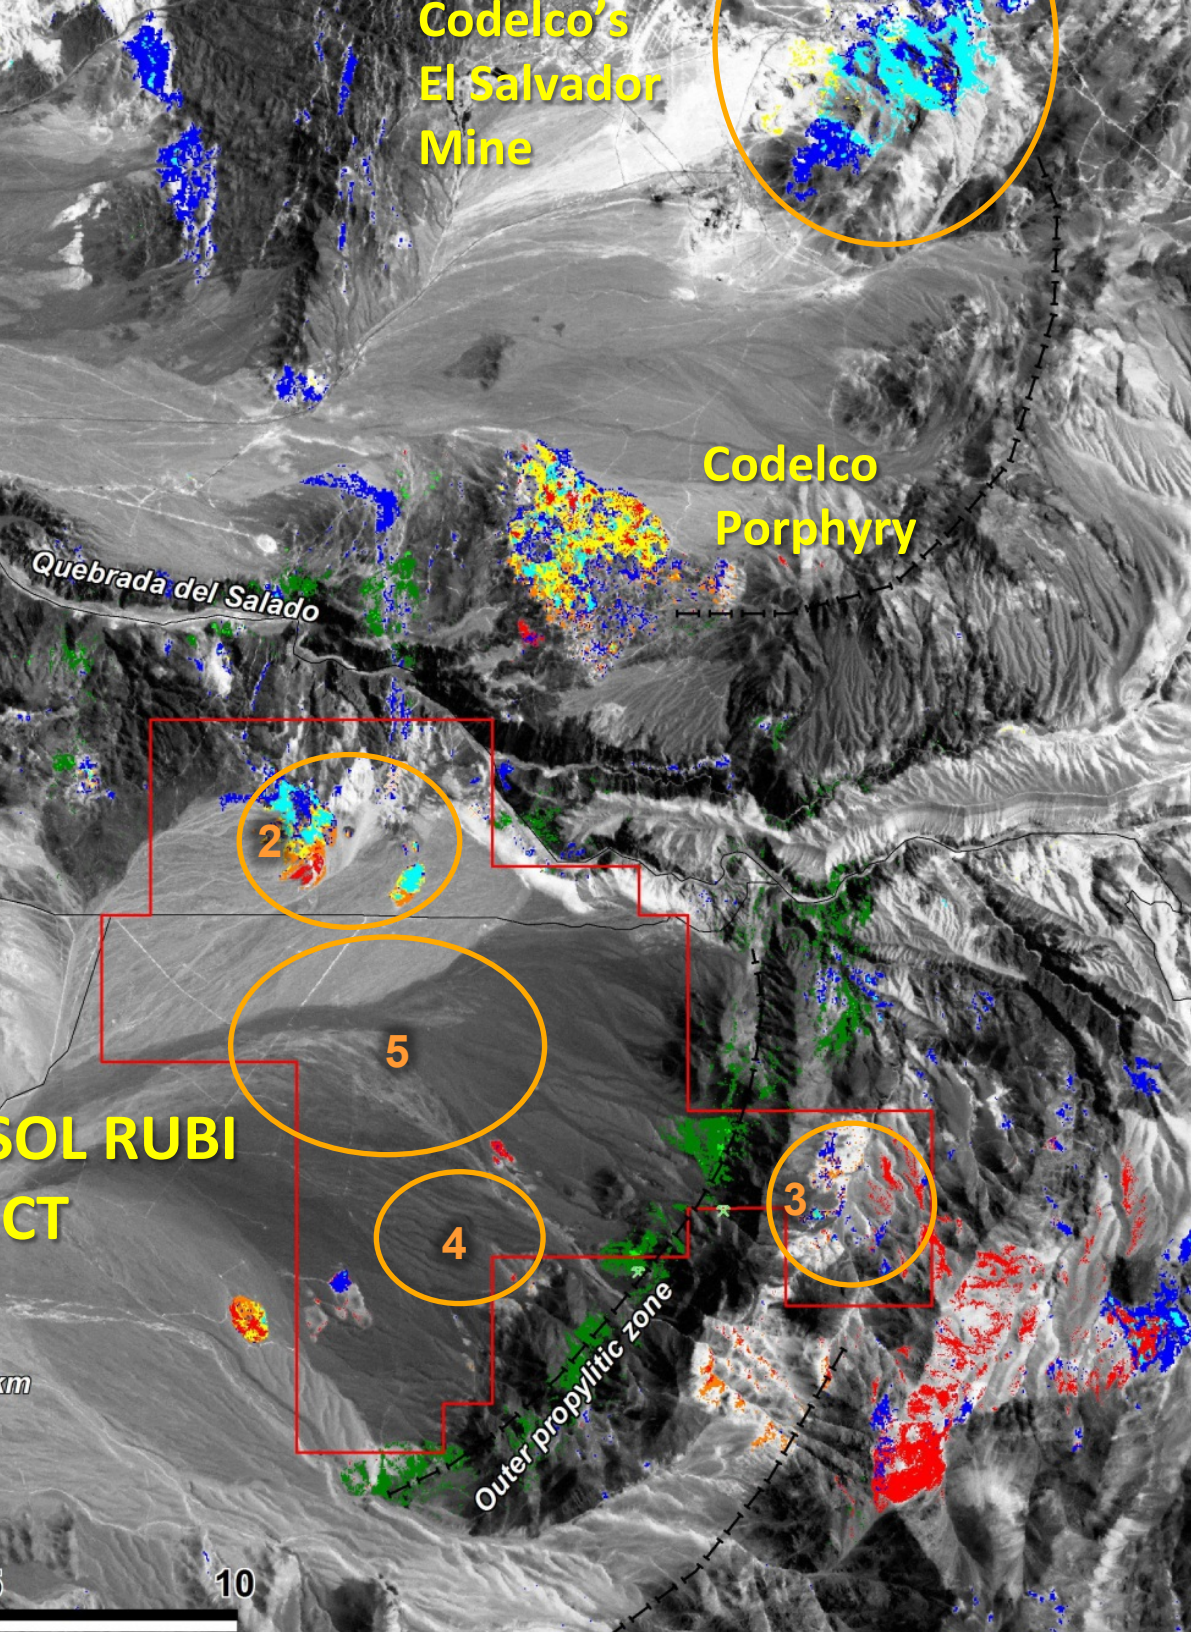 Codelco's
El Salvador
Mine
Codelco
Porphyry
Quebrada del Salado
2
5
SOL RUBI
CT
3
4
km
Outer propylitic zone
10